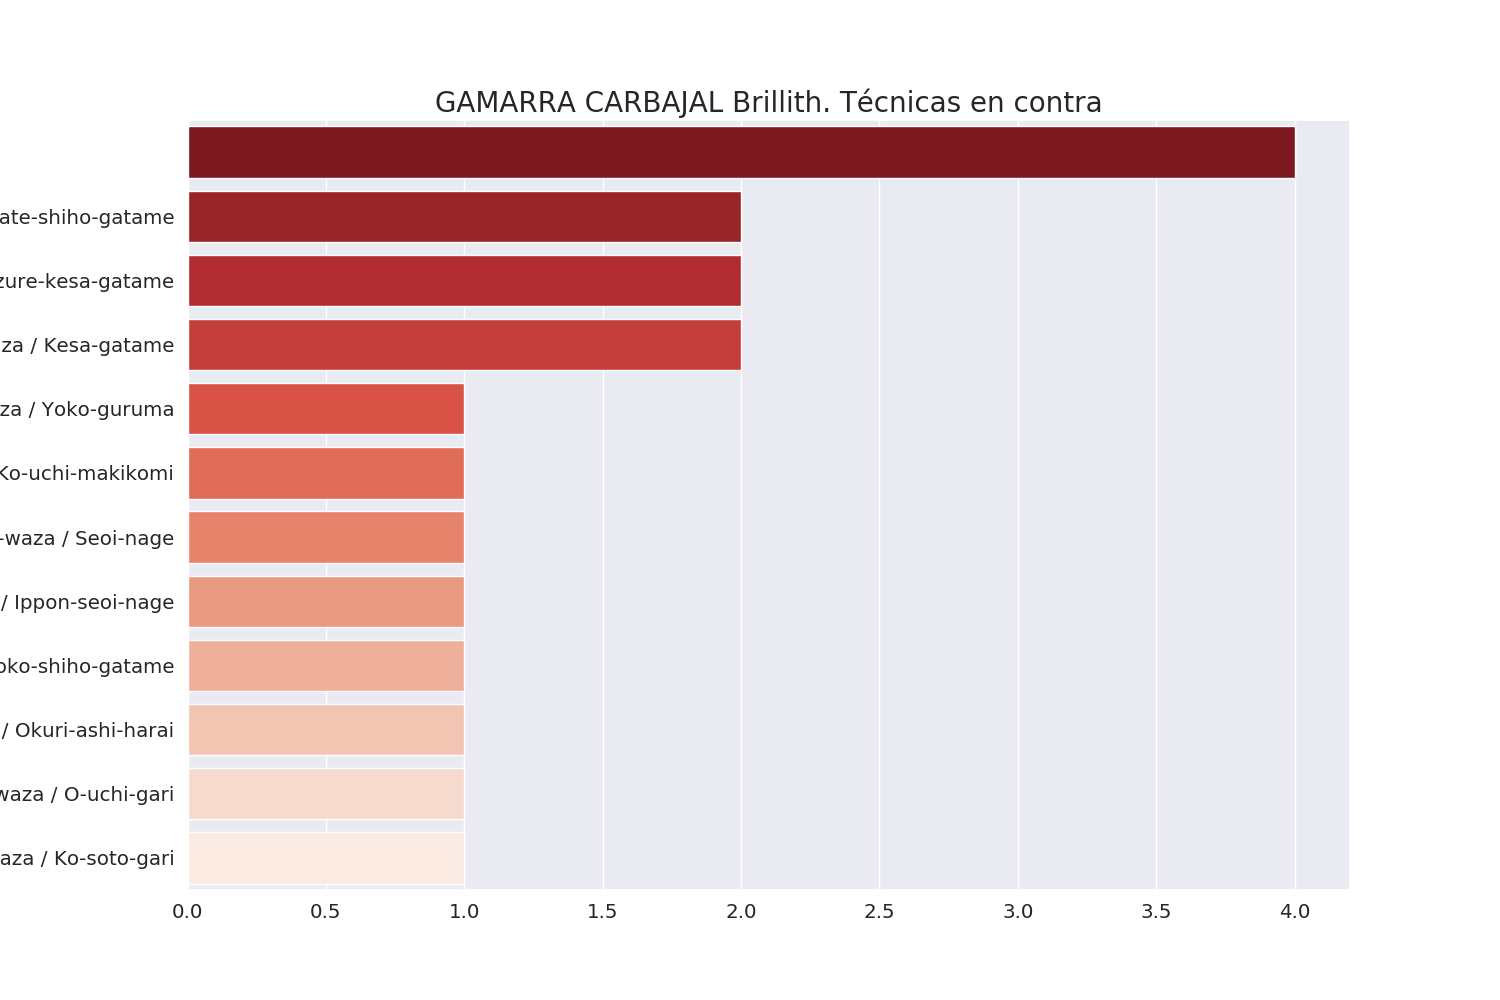 GAMARRA CARBAJAL Brillith. Técnicas en contra
ate-shiho-gatame
zure-kesa-gatame
za / Kesa-gatame
za / Yoko-guruma
Ko-uchi-makikomi
-waza / Seoi-nage
/ Ippon-seoi-nage
oko-shiho-gatame
/ Okuri-ashi-harai
waza / O-uchi-gari
aza / Ko-soto-gari
0.0 0.5 1.0 1.5 2.0 2.5 3.0 3.5 4.0